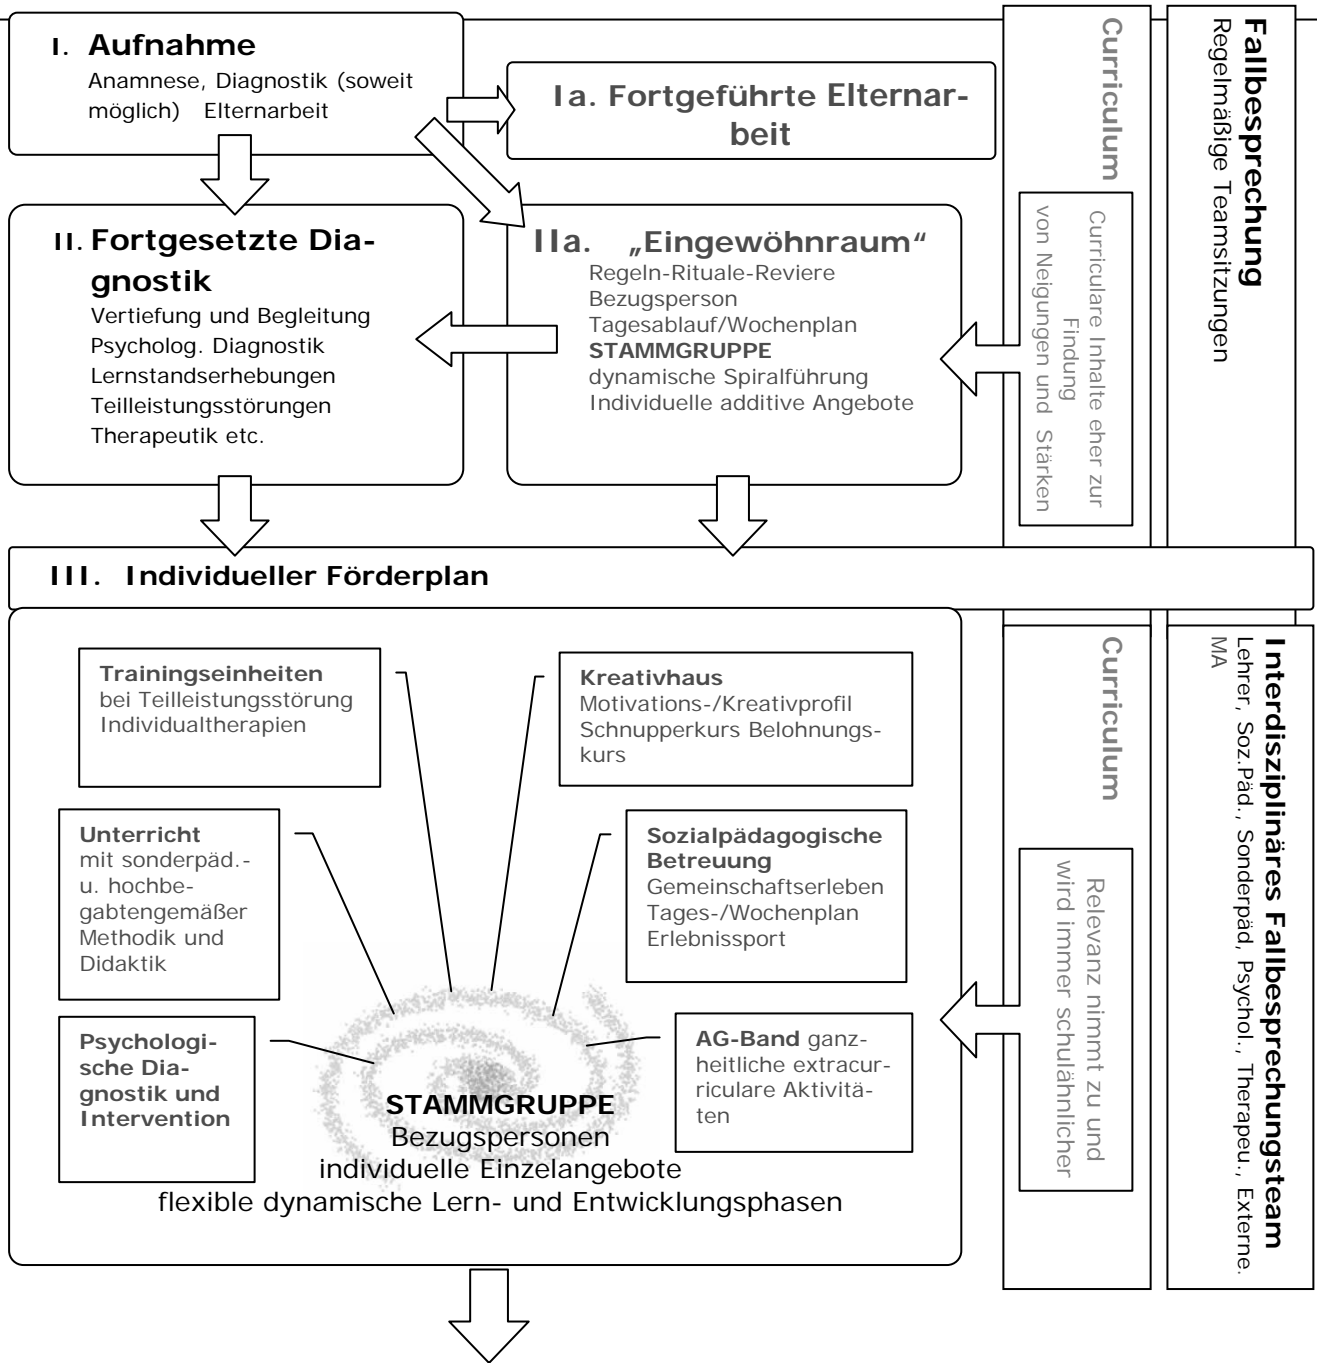 I. Aufnahme
Anamnese, Diagnostik (soweit
möglich) Elternarbeit
Ia. Fortgeführte Elternar-
beit
II. Fortgesetzte Dia-
gnostik
Vertiefung und Begleitung
Psycholog. Diagnostik
Lernstandserhebungen
Teilleistungsstörungen
Therapeutik etc.
IIa. „Eingewöhnraum“
Regeln-Rituale-Reviere
Bezugsperson
Tagesablauf/Wochenplan
STAMMGRUPPE
dynamische Spiralführung
Individuelle additive Angebote
Curriculum
Curriculare Inhalte eher zur
Findung
von Neigungen und Stärken
Fallbesprechung
Regelmäßige Teamsitzungen
III. Individueller Förderplan
Trainingseinheiten
bei Teilleistungsstörung
Individualtherapien
Kreativhaus
Motivations-/Kreativprofil
Schnupperkurs Belohnungs-
kurs
Unterricht
mit sonderpäd.-
u. hochbe-
gabtengemäßer
Methodik und
Didaktik
Sozialpädagogische
Betreuung
Gemeinschaftserleben
Tages-/Wochenplan
Erlebnissport
Psychologi-
sche Dia-
gnostik und
Intervention
AG-Band ganz-
heitliche extracur-
riculare Aktivitä-
ten
STAMMGRUPPE
Bezugspersonen
individuelle Einzelangebote
flexible dynamische Lern- und Entwicklungsphasen
Curriculum
Relevanz nimmt zu und
wird immer schulähnlicher
Interdisziplinäres Fallbesprechungsteam
Lehrer, Soz.Päd., Sonderpäd, Psychol., Therapeu., Externe.
MA